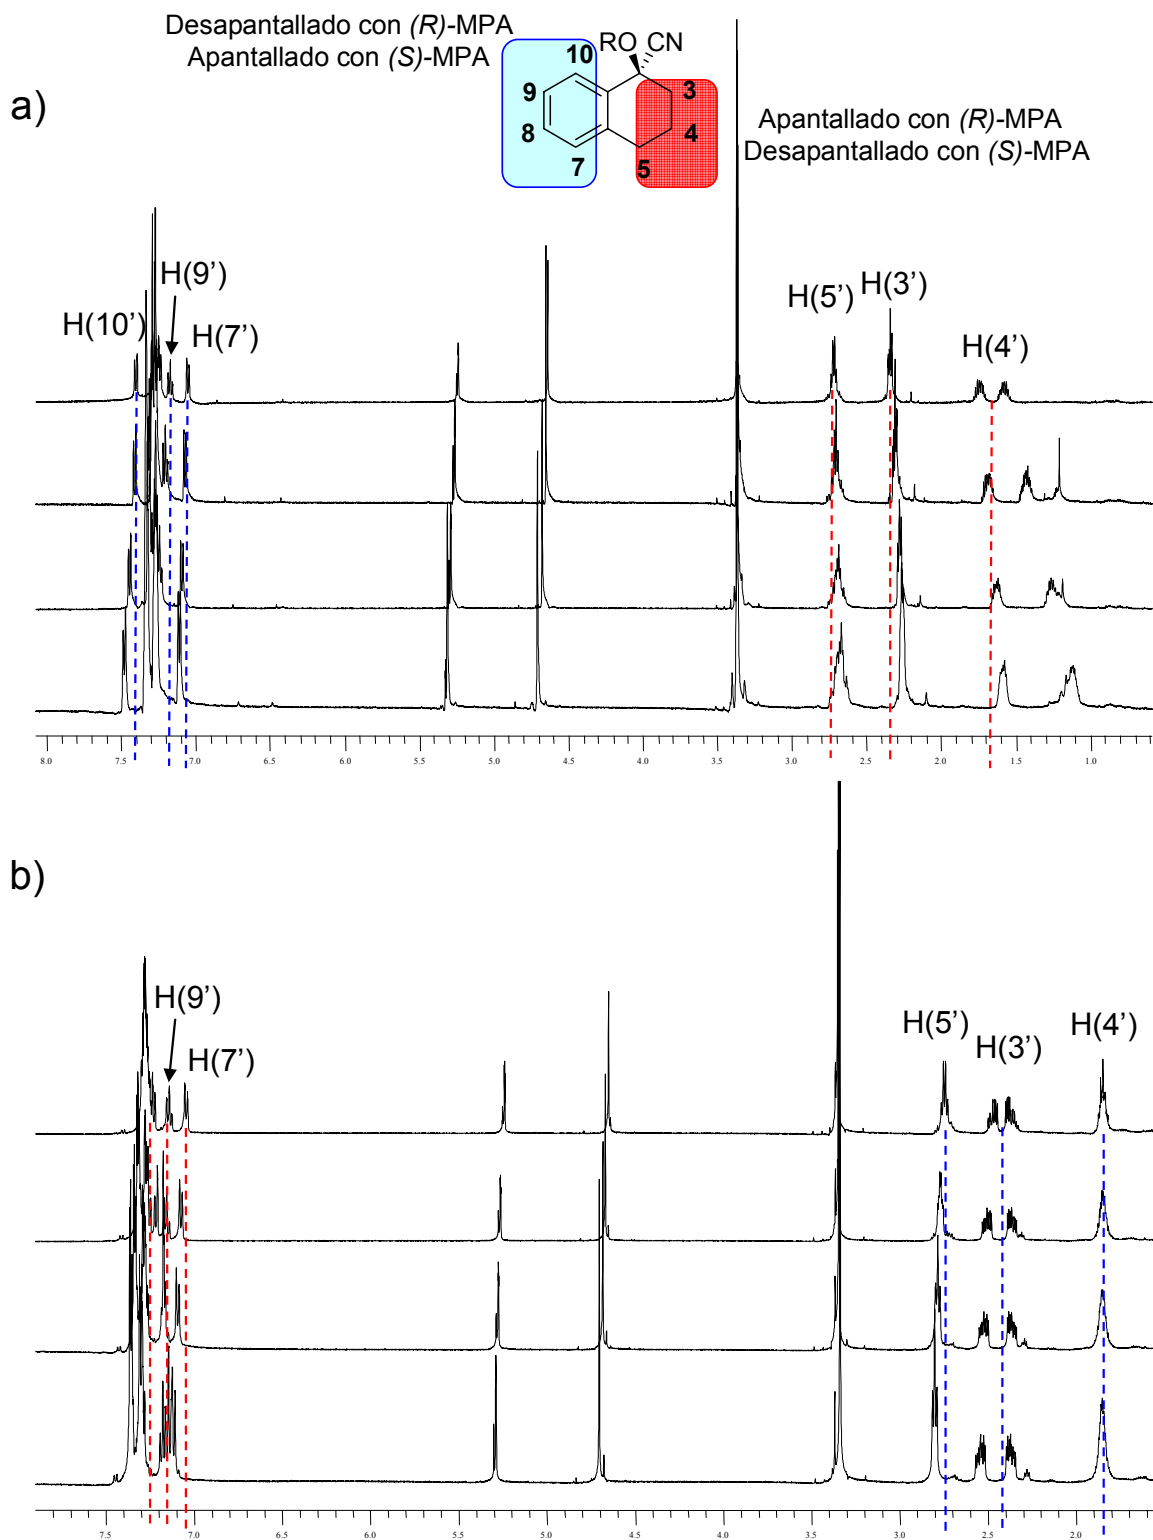 Desapantallado con (R)-MPA
Apantallado con (S)-MPA
RO CN
10
9
8
7
3
4
5
a)
Apantallado con (R)-MPA
Desapantallado con (S)-MPA
H(10')
H(9')
H(7')
H(5')
H(3')
H(4')
8.0 7.5 7.0 6.5 6.0 5.5 5.0 4.5 4.0 3.5 3.0 2.5 2.0 1.5 1.0
b)
H(9')
H(7')
H(5')
H(3')
H(4')
7.5 7.0 6.5 6.0 5.5 5.0 4.5 4.0 3.5 3.0 2.5 2.0